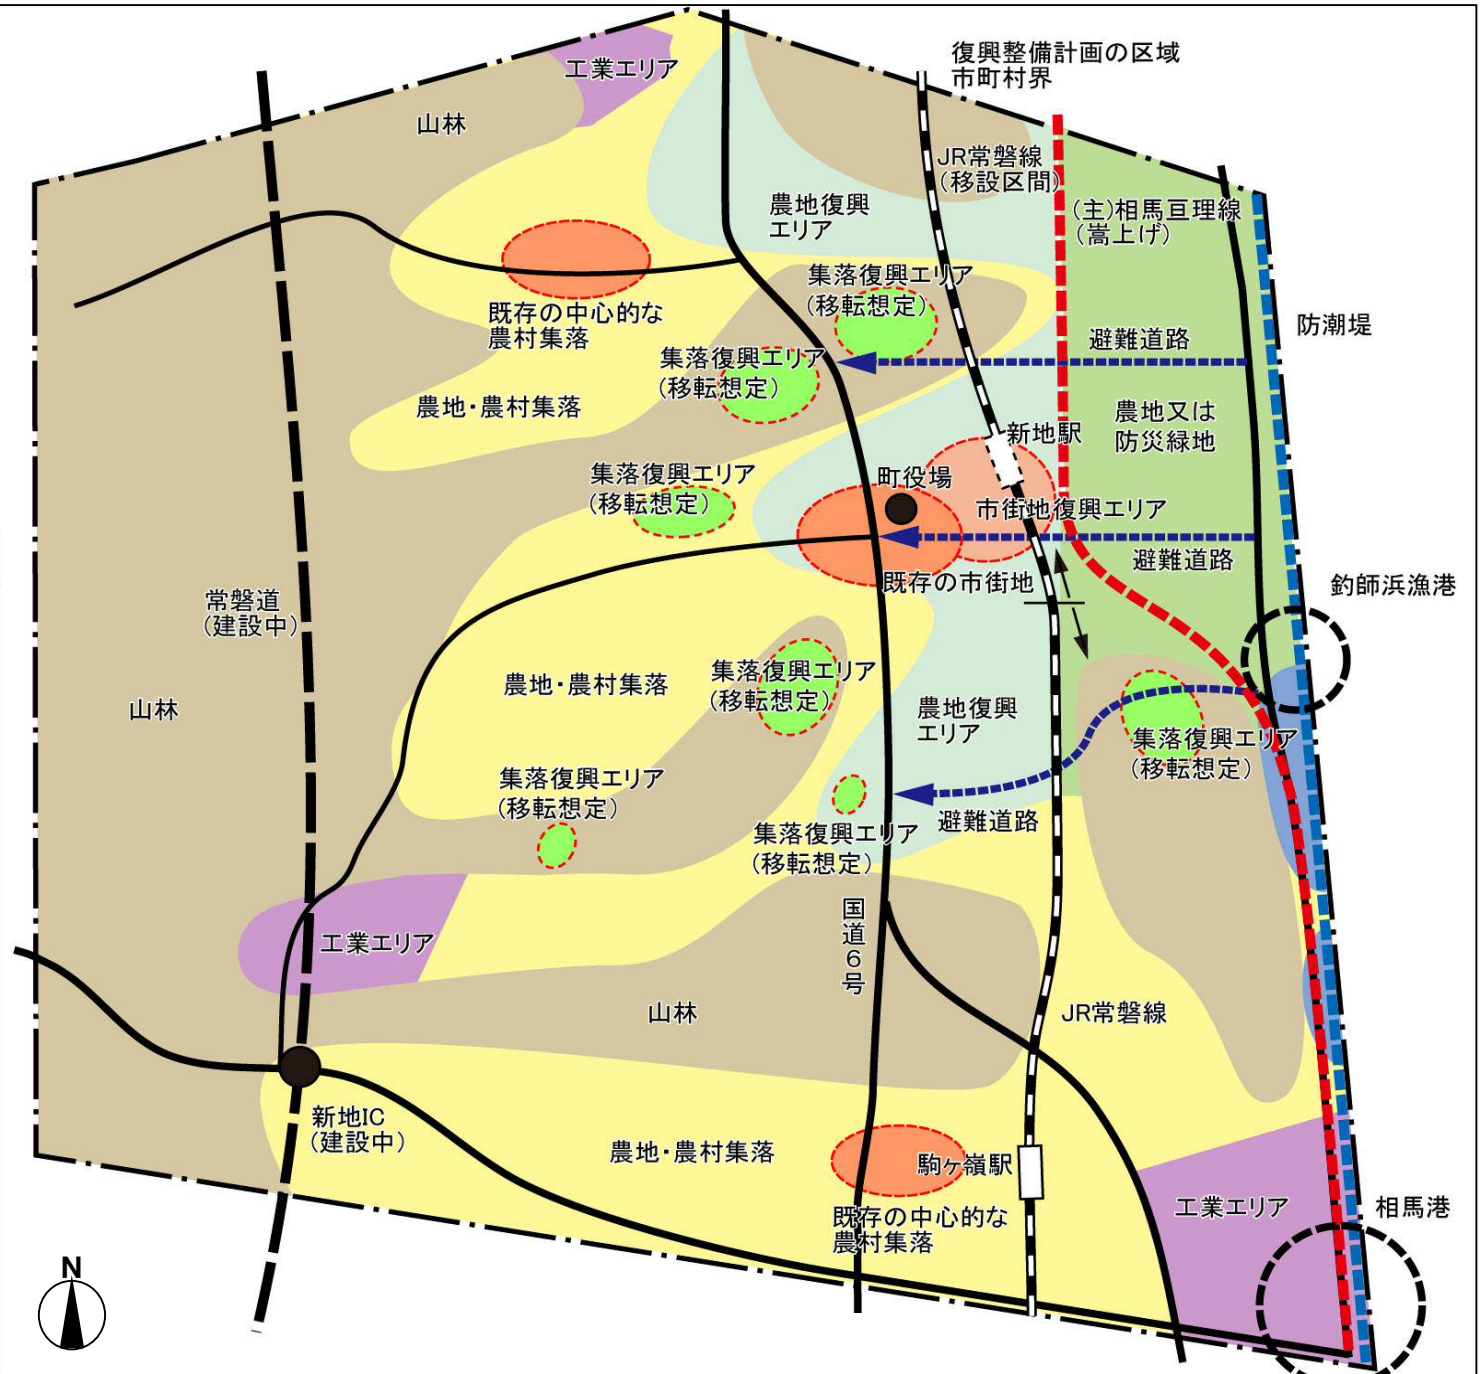 復興整備計画の区域
市町村界
工業エリア
山林
JR常磐線
(移設区間)
農地復興
エリア
(主)相馬亘理線
(嵩上げ)
集落復興エリア
(移転想定)
既存の中心的な
農村集落
防潮堤
避難道路
集落復興エリア
(移転想定)
農地・農村集落
農地又は
防災緑地
新地駅
集落復興エリア
(移転想定)
町役場
市街地復興エリア
避難道路
既存の市街地
釣師浜漁港
常磐道
(建設中)
集落復興エリア
(移転想定)
農地・農村集落
山林
農地復興
エリア
集落復興エリア
(移転想定)
集落復興エリア
(移転想定)
集落復興エリア
(移転想定)
避難道路
国道6号
工業エリア
山林
JR常磐線
新地IC
(建設中)
農地・農村集落
駒ヶ嶺駅
既存の中心的な
農村集落
工業エリア
相馬港
N